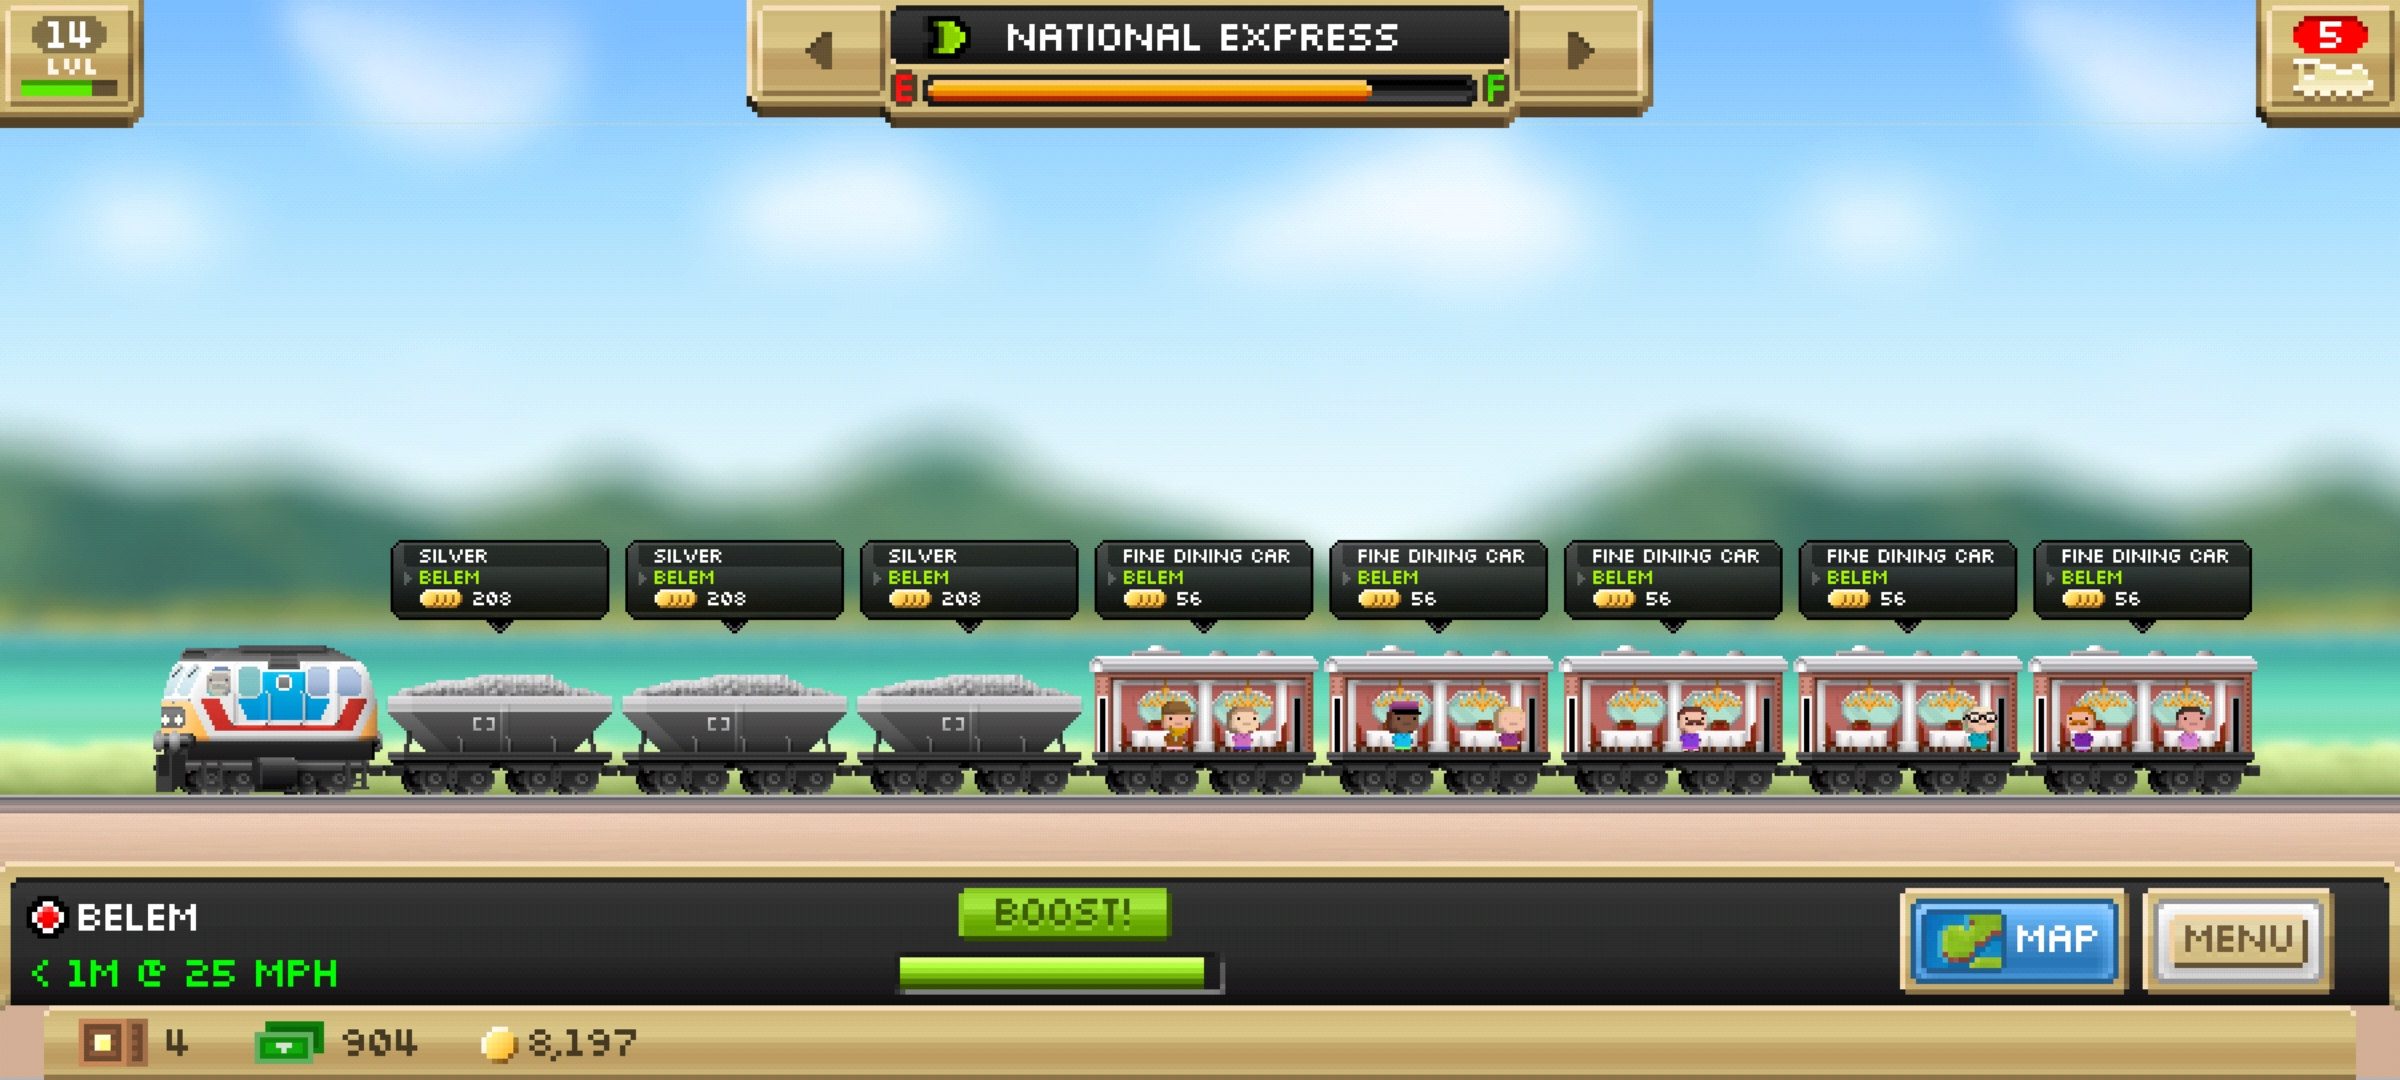 14
LVL
NATIONAL EXPRESS
E F
5
SILVER
BELEM
208
SILVER
BELEM
208
SILVER
BELEM
208
FINE DINING CAR
BELEM
56
FINE DINING CAR
BELEM
56
FINE DINING CAR
BELEM
56
FINE DINING CAR
BELEM
56
FINE DINING CAR
BELEM
56
BELEM
< 1M @ 25 MPH
BOOST!
MAP
MENU
4 904 8,197